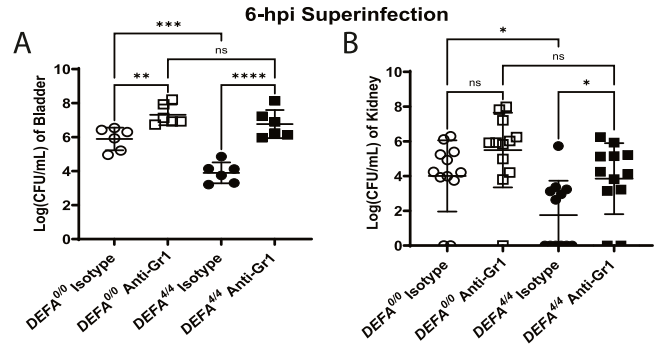 6-hpi Superinfection
A
***
ns
**
****
Log(CFU/mL) of Bladder
10
8
6
4
2
0
DEFA0/0 Isotype
DEFA0/0 Anti-Gr1
DEFA4/4 Isotype
DEFA4/4 Anti-Gr1
B
*
ns
ns
*
Log(CFU/mL) of Kidney
10
8
6
4
2
0
DEFA0/0 Isotype
DEFA0/0 Anti-Gr1
DEFA4/4 Isotype
DEFA4/4 Anti-Gr1